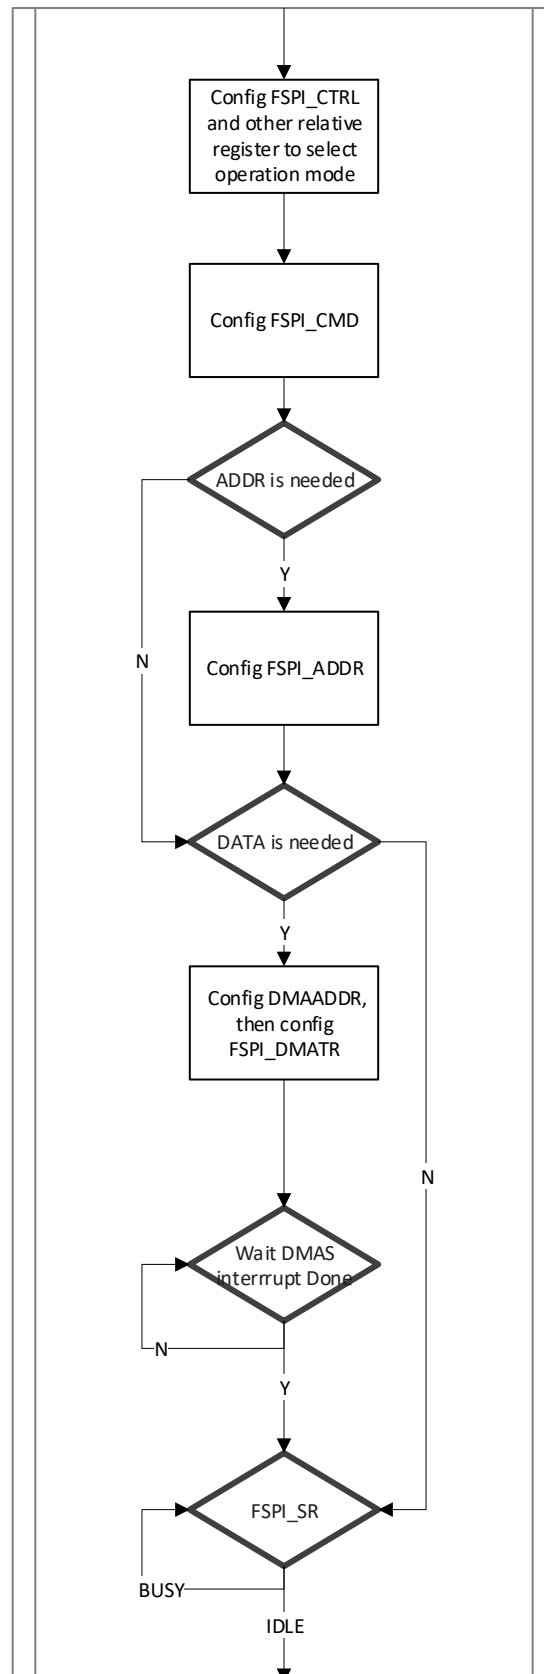 Config FSPI_CTRL
and other relative
register to select
operation mode
Config FSPI_CMD
ADDR is needed
Y
N
Config FSPI_ADDR
DATA is needed
Y
Config DMAADDR,
then config
FSPI_DMATR
N
Wait DMAS
interrrupt Done
N
Y
FSPI_SR
BUSY
IDLE